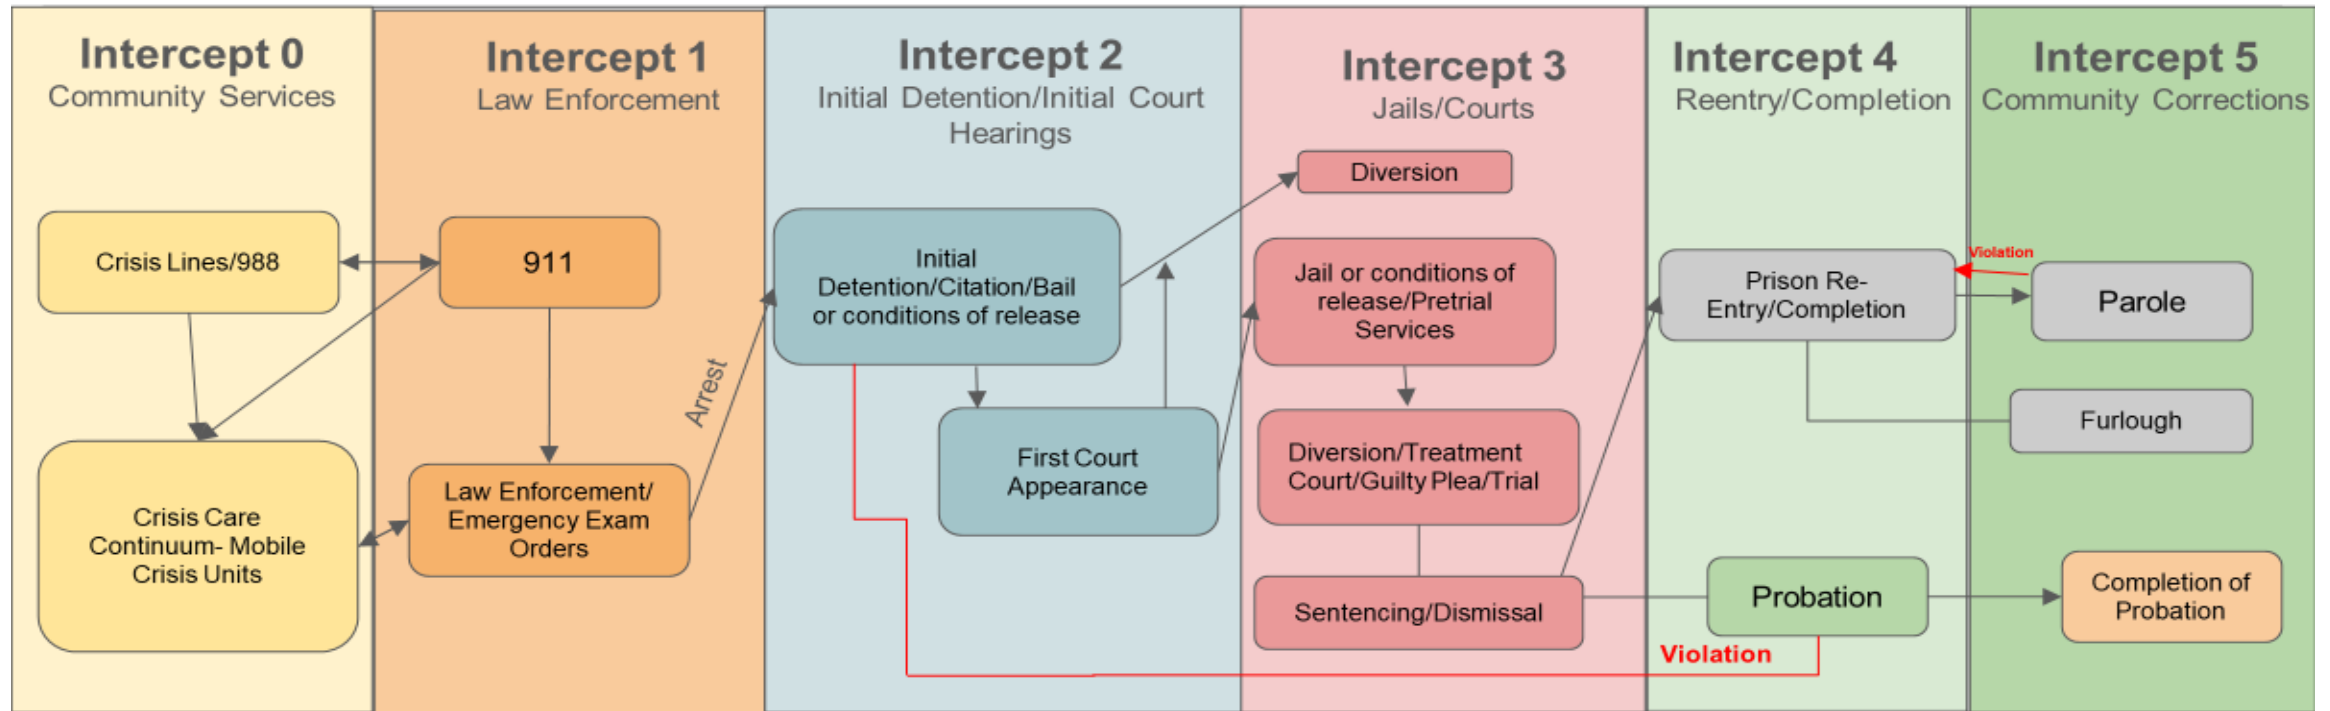 Intercept 0
Community Services
Crisis Lines/988
Crisis Care
Continuum- Mobile
Crisis Units
Intercept 1
Law Enforcement
911
Law Enforcement/
Emergency Exam
Orders
Arrest
Intercept 2
Initial Detention/Initial Court
Hearings
Initial
Detention/Citation/Bail
or conditions of release
First Court
Appearance
Intercept 3
Jails/Courts
Diversion
Jail or conditions of
release/Pretrial
Services
Diversion/Treatment
Court/Guilty Plea/Trial
Sentencing/Dismissal
Intercept 4
Reentry/Completion
Prison Re-
Entry/Completion
Probation
Violation
Intercept 5
Community Corrections
Violation
Parole
Furlough
Completion of
Probation